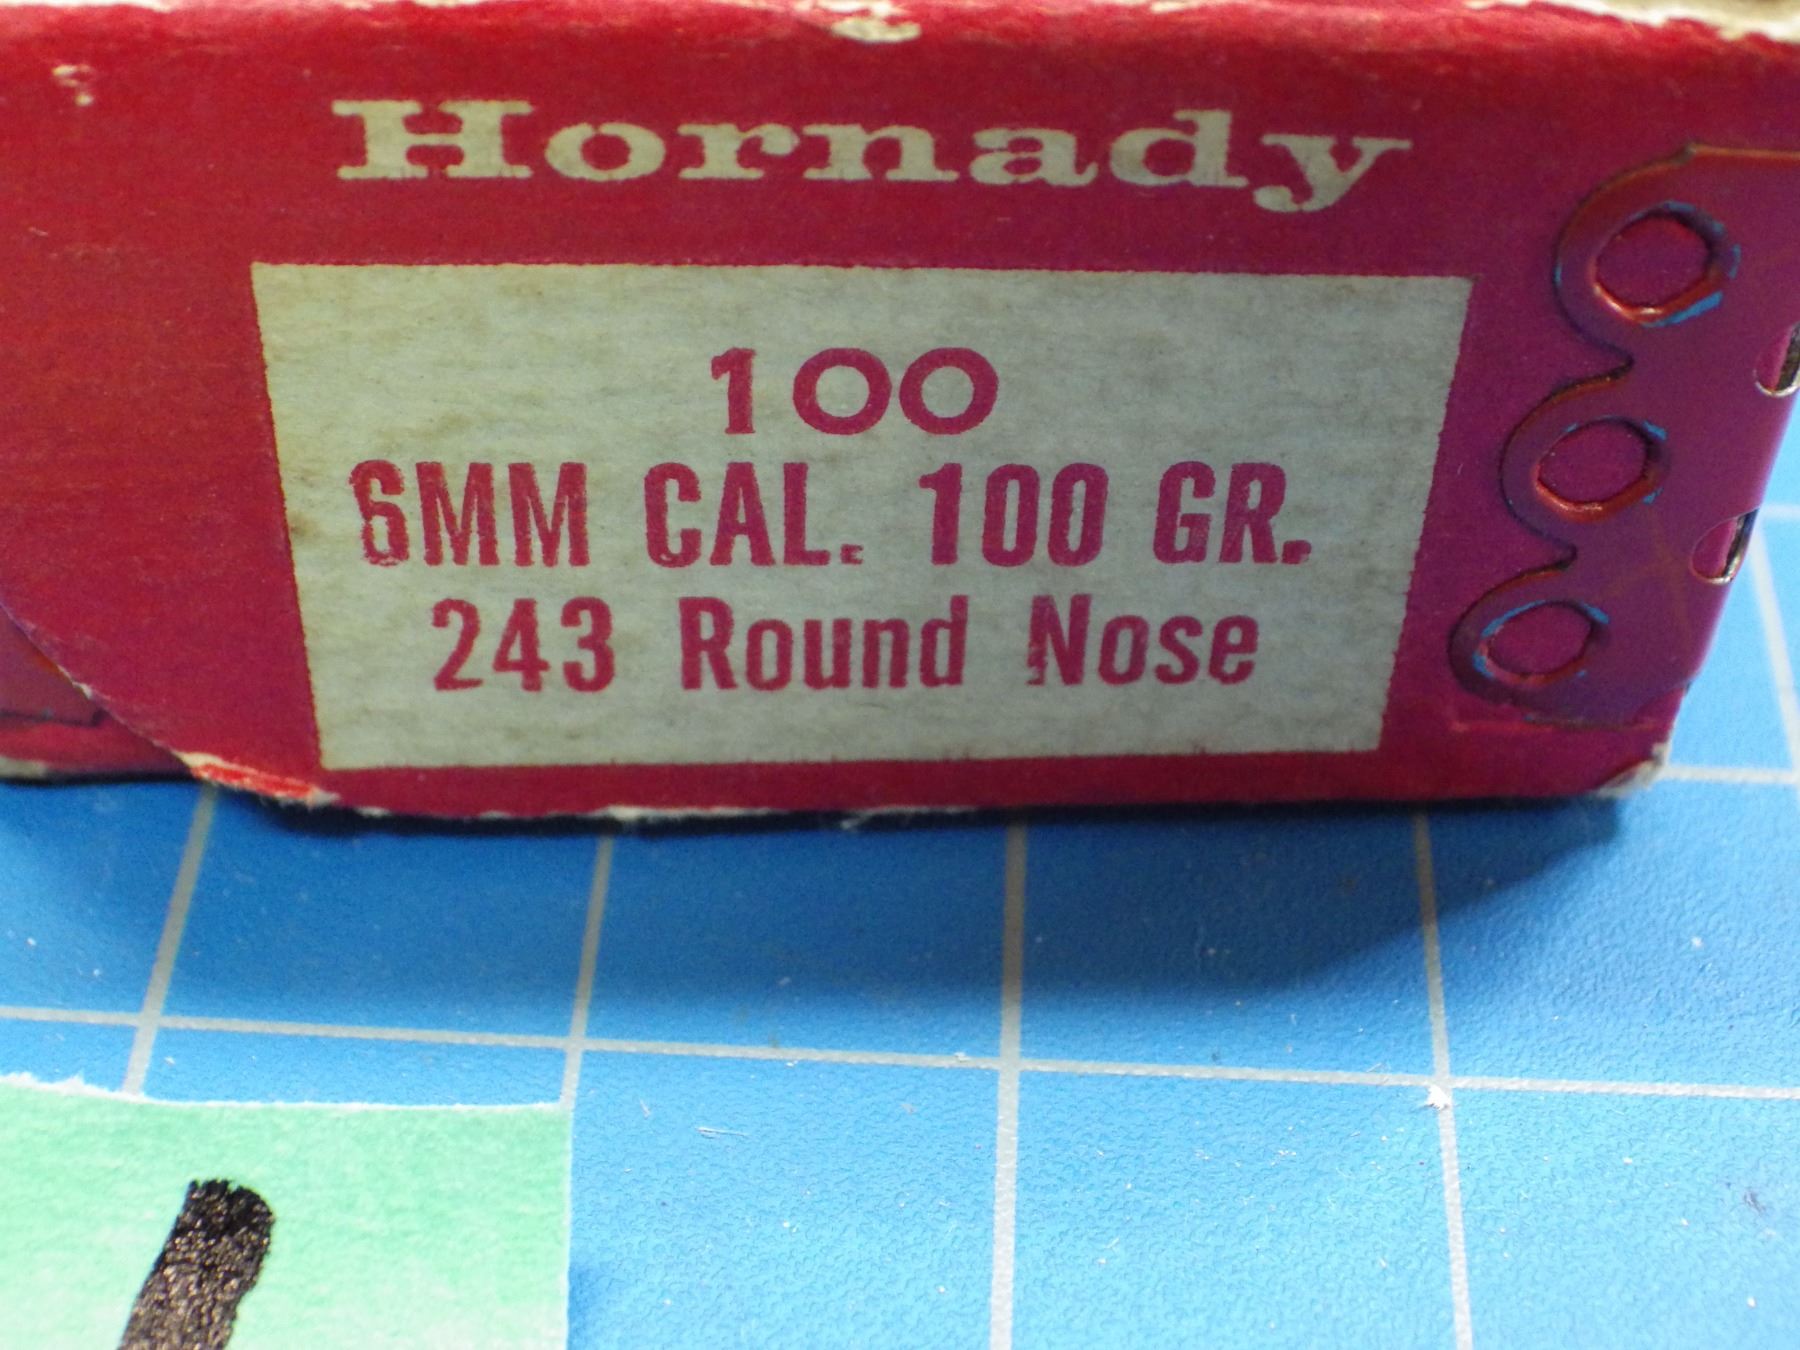 Hornady
100
6MM CAL. 100 GR.
243 Round Nose